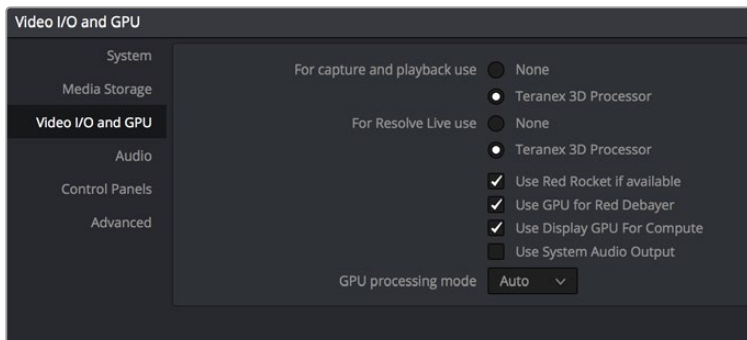 Video I/O and GPU
System
Media Storage
Video I/O and GPU
Audio
Control Panels
Advanced
For capture and playback use None
Teranex 3D Processor
For Resolve Live use None
Teranex 3D Processor
Use Red Rocket if available
Use GPU for Red Debayer
Use Display GPU For Compute
Use System Audio Output
GPU processing mode Auto